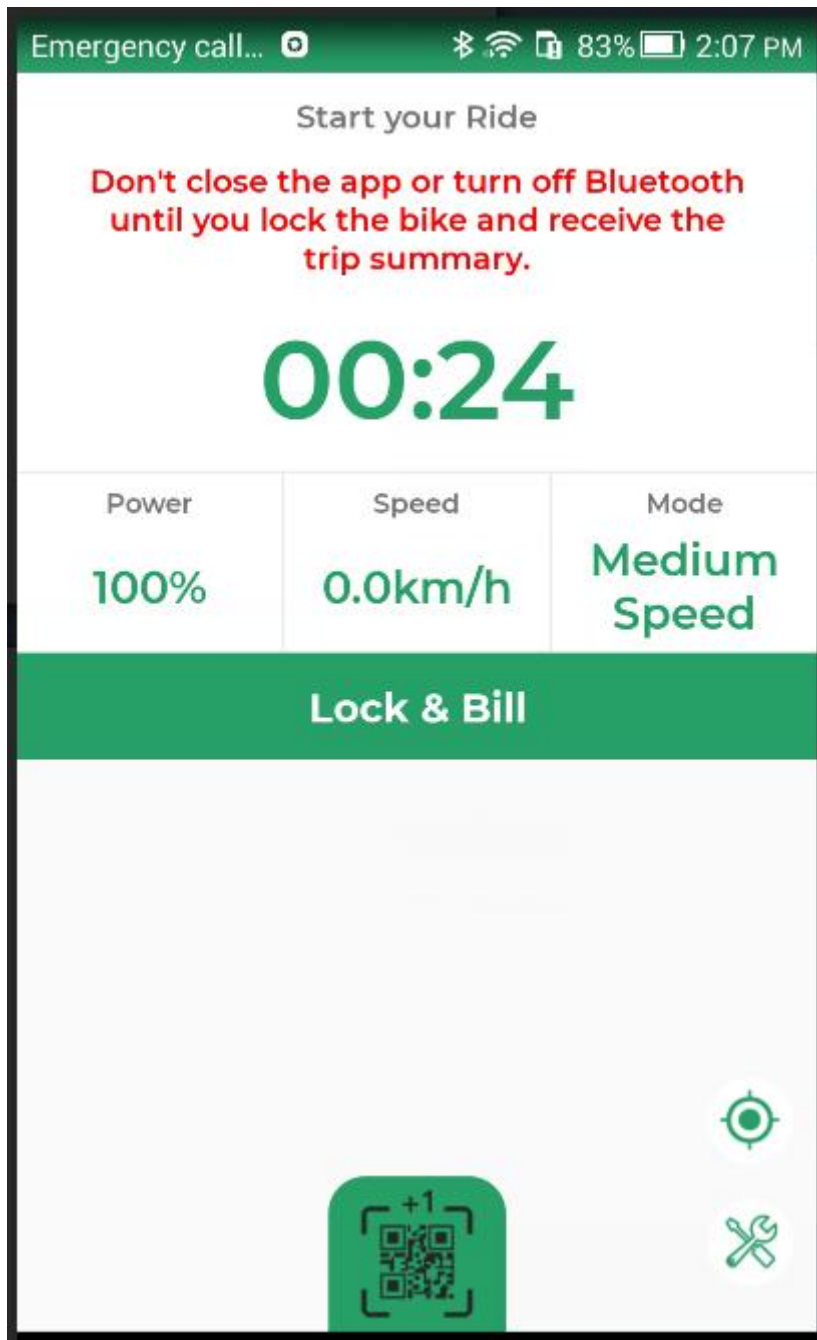 Emergency call... 83% 2:07 PM
Start your Ride
Don't close the app or turn off Bluetooth
until you lock the bike and receive the
trip summary.
00:24
Power Speed Mode
100% 0.0km/h Medium
Speed
Lock & Bill
+1